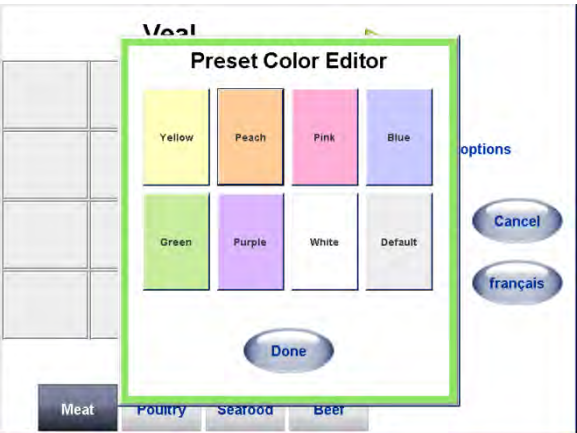 Veal
Preset Color Editor
Yellow Peach Pink Blue
options
Green Purple White Default
Cancel
français
Done
Meat Poultry Seafood Beef